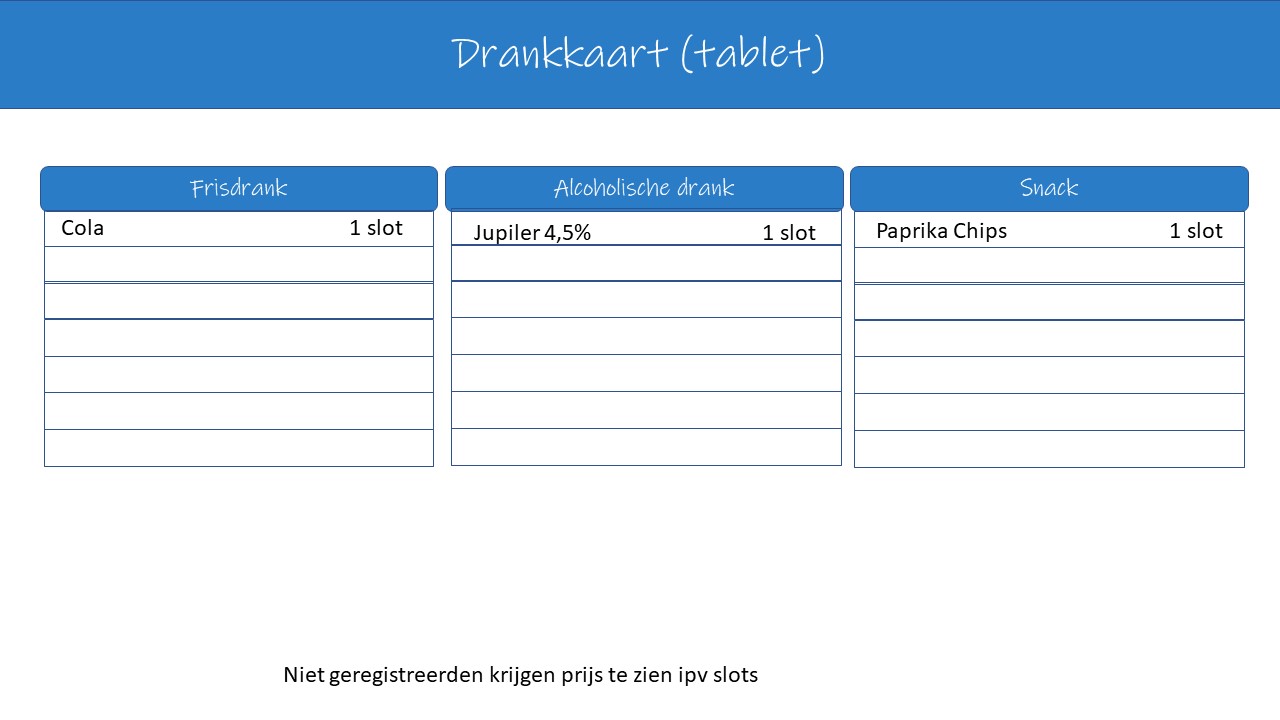 Drankkaart (tablet)
Frisdrank
Alcoholische drank
Snack
Cola 1 slot
Jupiler 4,5% 1 slot
Paprika Chips 1 slot
Niet geregistreerden krijgen prijs te zien ipv slots